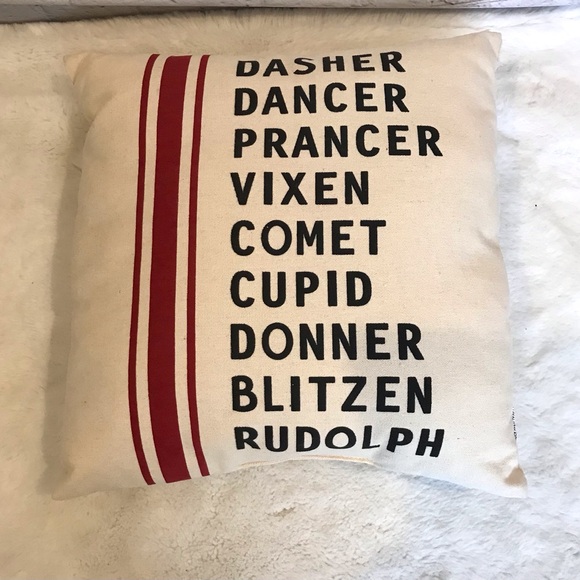 DASHER
DANCER
PRANCER
VIXEN
COMET
CUPID
DONNER
BLITZEN
RUDOLPH